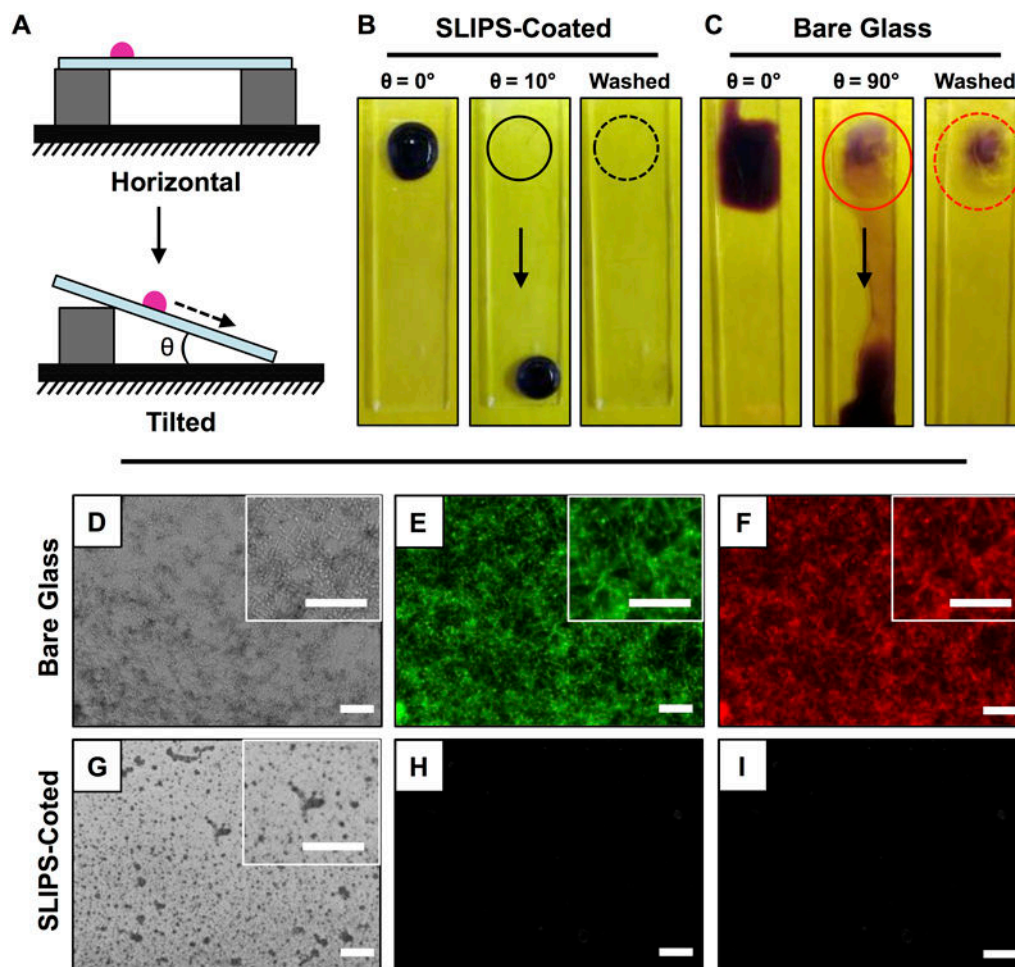 A
Horizontal
θ
Tilted
B
SLIPS-Coated
θ = 0°
θ = 10°
Washed
C
Bare Glass
θ = 0°
θ = 90°
Washed
Bare Glass
D
E
F
SLIPS-Coted
G
H
I